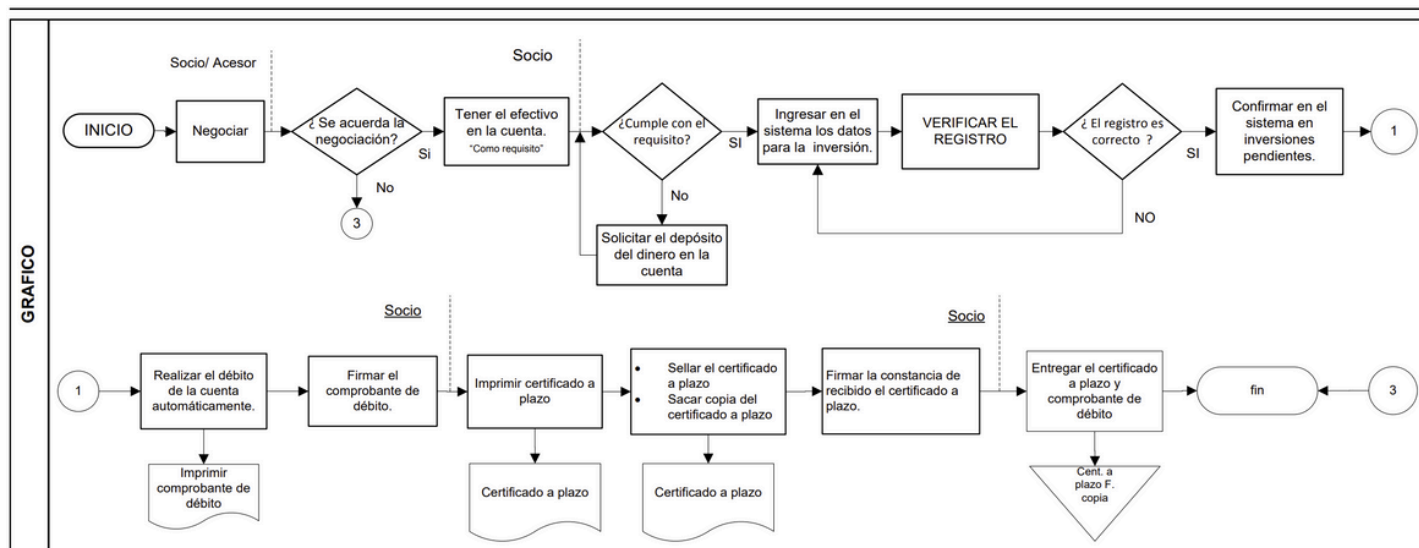 GRAFICO
Socio/ Acesor
Socio
INICIO
Negociar
¿ Se acuerda la
negociación?
Si
No
3
Tener el efectivo
en la cuenta.
"Como requisito"
¿Cumple con el
requisito?
SI
No
Solicitar el depósito
del dinero en la
cuenta
Ingresar en el
sistema los datos
para la inversión.
VERIFICAR EL
REGISTRO
¿ El registro es
correcto ?
SI
NO
Confirmar en el
sistema en
inversiones
pendientes.
1
Socio
Socio
1
Realizar el débito
de la cuenta
automáticamente.
Imprimir
comprobante de
débito
Firmar el
comprobante de
débito.
Imprimir certificado a
plazo
Certificado a plazo
• Sellar el certificado
a plazo
• Sacar copia del
certificado a plazo
Certificado a plazo
Firmar la constancia de
recibido el certificado a
plazo.
Entregar el certificado
a plazo y
comprobante de
débito
Cent. a
plazo F.
copia
fin
3